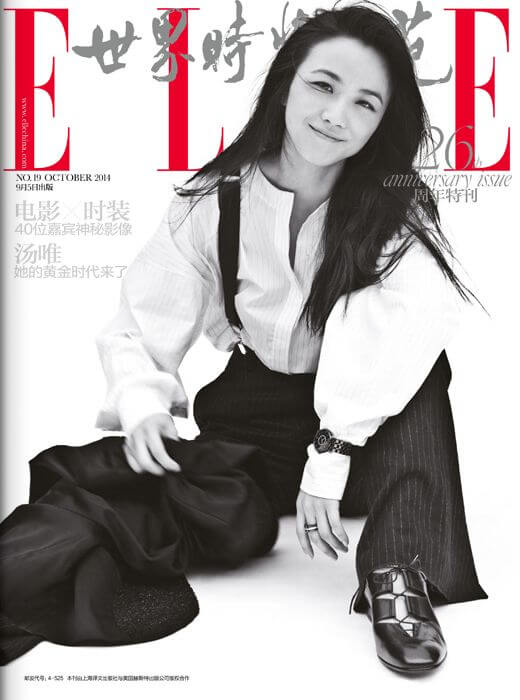 ELLE
世界時
www.ellechina.com
NO.19 OCTOBER 2014
9月5日出版
26th
anniversary issue
周年特刊
电影×时装
40位嘉宾神秘影像
汤唯
她的黄金时代来了
邮发代号：4-525 本刊由上海译文出版社与美国赫斯特出版公司版权合作